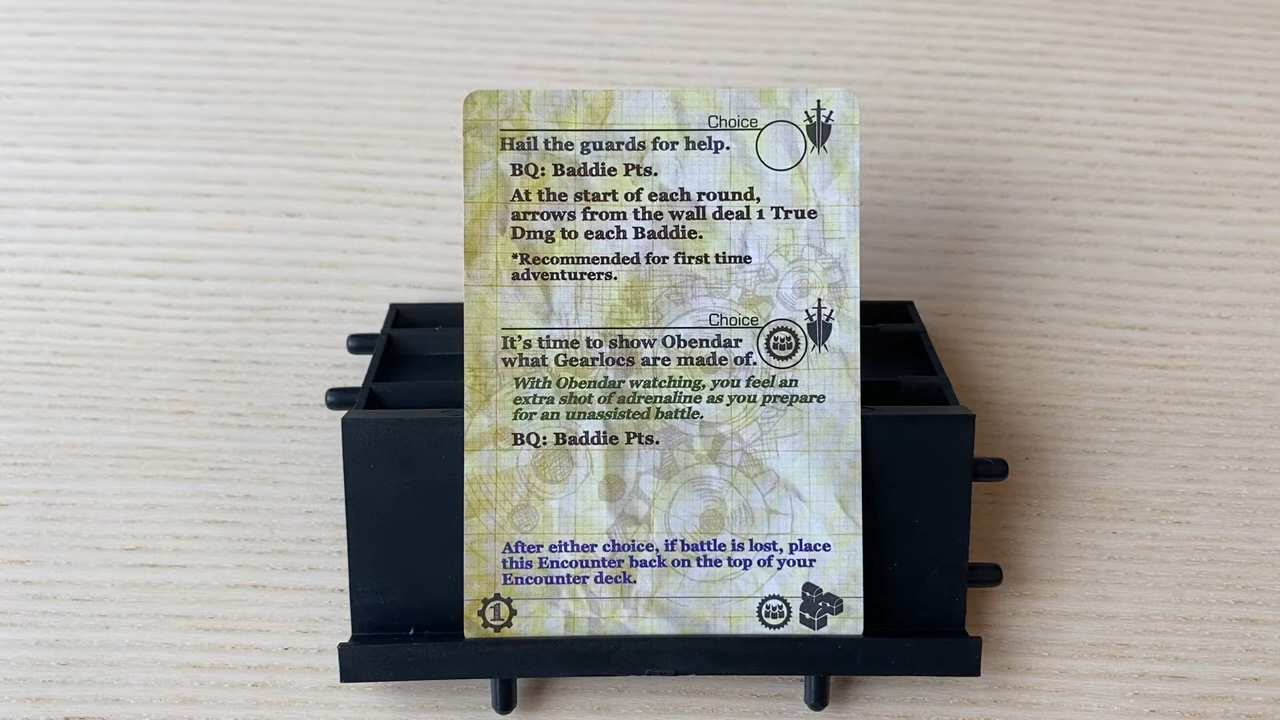 Choice
Hail the guards for help.
BQ: Baddie Pts.
At the start of each round,
arrows from the wall deal 1 True
Dmg to each Baddie.
*Recommended for first time
adventurers.
Choice
It's time to show Obendar
what Gearlocs are made of.
With Obendar watching, you feel an
extra shot of adrenaline as you prepare
for an unassisted battle.
BQ: Baddie Pts.
After either choice, if battle is lost, place
this Encounter back on the top of your
Encounter deck.
1